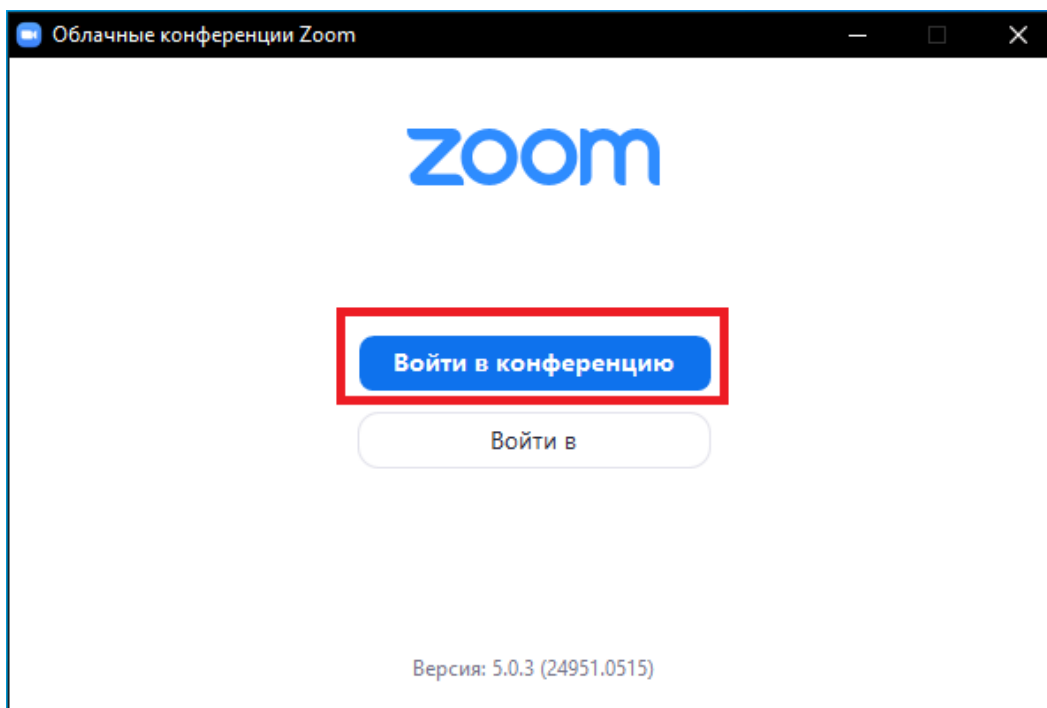 Облачные конференции Zoom
zoom
Войти в конференцию
Войти в
Версия: 5.0.3 (24951.0515)